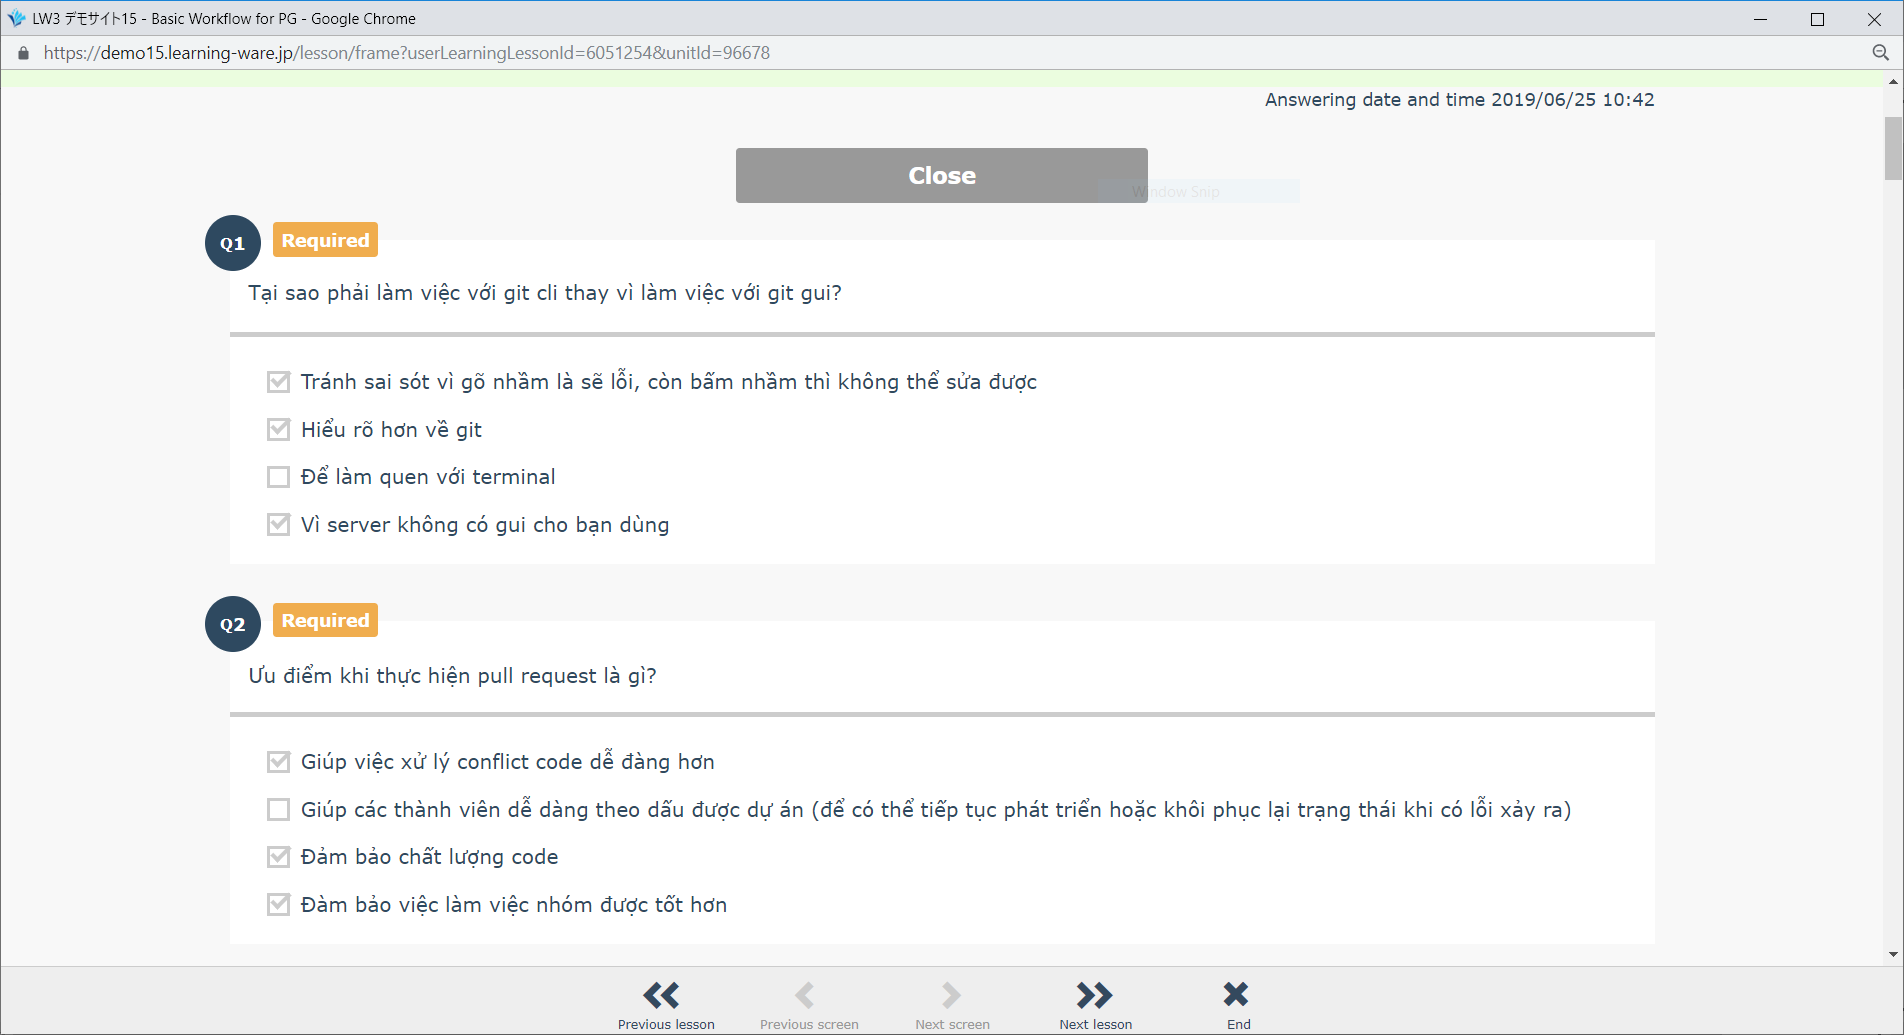 LW3 デモサイト15 - Basic Workflow for PG - Google Chrome
https://demo15.learning-ware.jp/lesson/frame?userLearningLessonId=6051254&unitId=96678
Answering date and time 2019/06/25 10:42
Close
Window Snip
Q1 Required
Tại sao phải làm việc với git cli thay vì làm việc với git gui?
Tránh sai sót vì gõ nhầm là sẽ lỗi, còn bấm nhầm thì không thể sửa được
Hiểu rõ hơn về git
Để làm quen với terminal
Vì server không có gui cho bạn dùng
Q2 Required
Ưu điểm khi thực hiện pull request là gì?
Giúp việc xử lý conflict code dễ đàng hơn
Giúp các thành viên dễ dàng theo dấu được dự án (để có thể tiếp tục phát triển hoặc khôi phục lại trạng thái khi có lỗi xảy ra)
Đảm bảo chất lượng code
Đàm bảo việc làm việc nhóm được tốt hơn
Previous lesson Previous screen Next screen Next lesson End